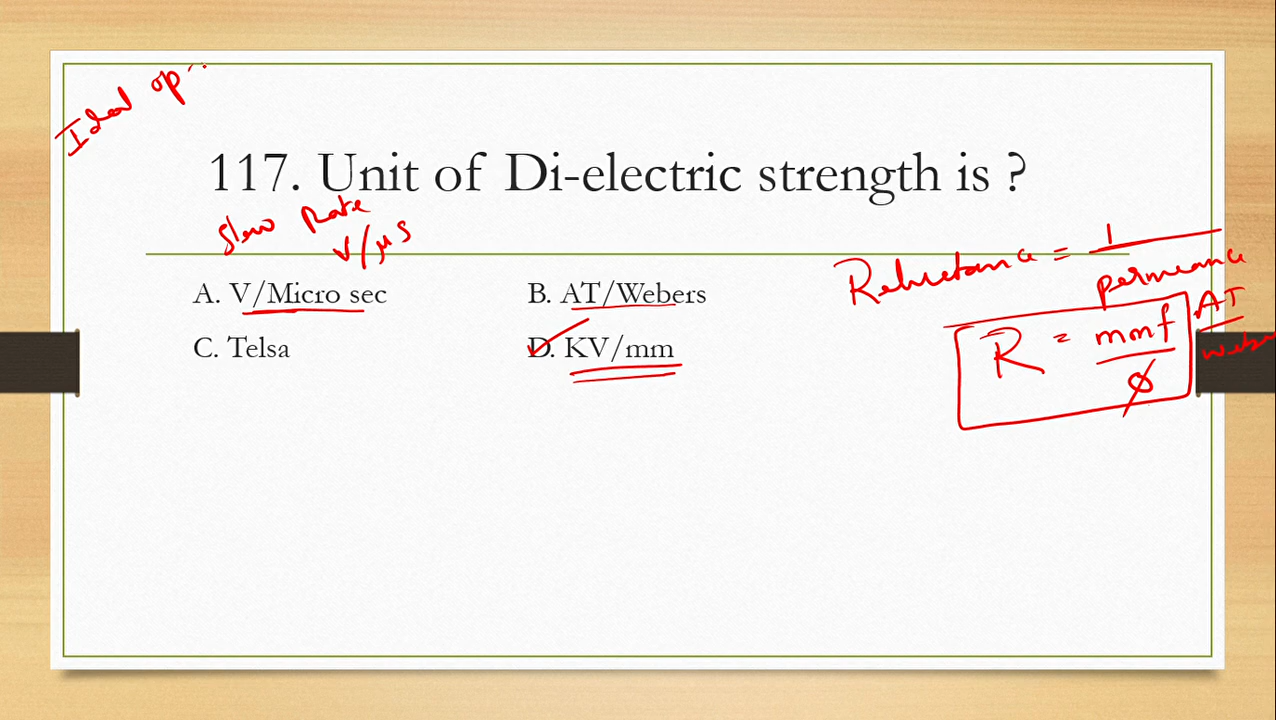 Ideal op
117. Unit of Di-electric strength is ?
Slew Rate
V/μs
A. V/Micro sec
B. AT/Webers
C. Telsa
D. KV/mm
Reluctance = 1
permeance
R = mmf
ø
AT
Weber